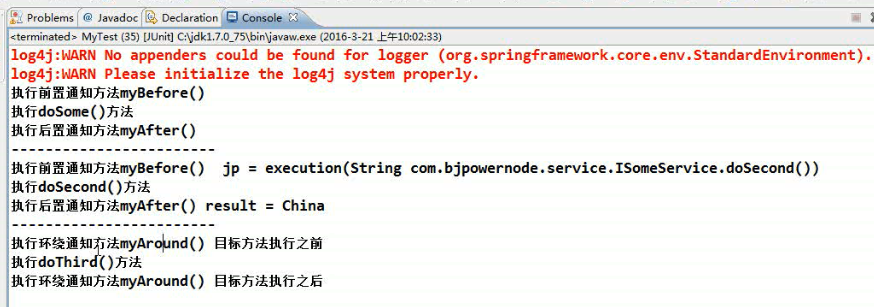 Problems @ Javadoc Declaration Console
<terminated> MyTest (35) [JUnit] C:\jdk1.7.0_75\bin\javaw.exe (2016-3-21 上午10:02:33)
log4j:WARN No appenders could be found for logger (org.springframework.core.env.StandardEnvironment).
log4j:WARN Please initialize the log4j system properly.
执行前置通知方法myBefore()
执行doSome()方法
执行后置通知方法myAfter()
------------------------
执行前置通知方法myBefore()  jp = execution(String com.bjpowernode.service.ISomeService.doSecond())
执行doSecond()方法
执行后置通知方法myAfter() result = China
------------------------
执行环绕通知方法myAround() 目标方法执行之前
执行doThird()方法
执行环绕通知方法myAround() 目标方法执行之后